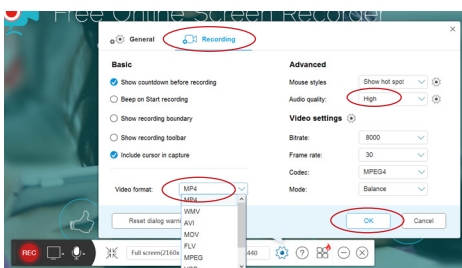 Free Online Screen Recorder
General
Recording
Basic
Advanced
Show countdown before recording
Mouse styles
Show hot spot
Beep on Start recording
Audio quality:
High
Show recording boundary
Video settings
Show recording toolbar
Bitrate:
8000
Include cursor in capture
Frame rate:
30
Codec:
MPEG4
Video format:
MP4
Mode:
Balance
MP4
WMV
AVI
MOV
FLV
MPEG
VOB
Reset dialog warni
OK
Cancel
REC
Full screen(2160x
440